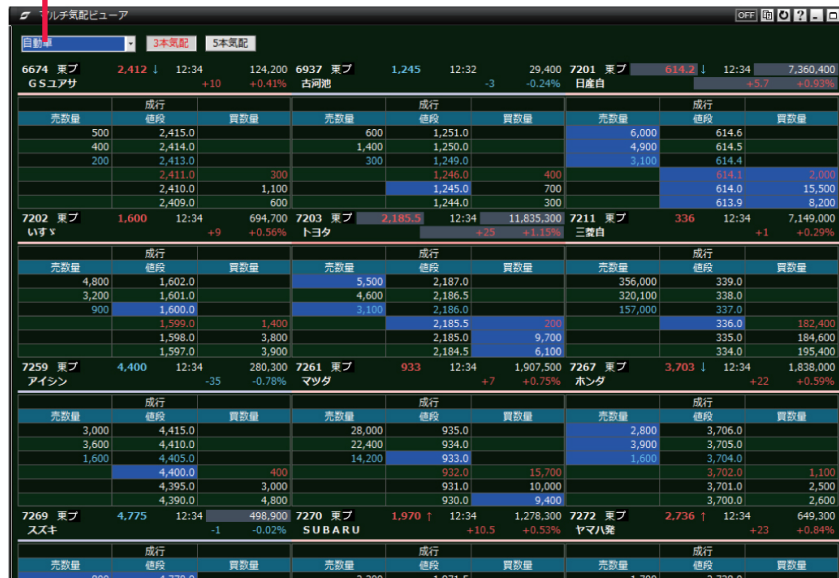 マルチ気配ビューア OFF
自動車 3本気配 5本気配
6674 東プ 2,412 ↓ 12:34 124,200 6937 東プ 1,245 12:32 29,400 7201 東プ 614.2 ↓ 12:34 7,360,400
GSユアサ +10 +0.41% 古河池 -3 -0.24% 日産自 +5.7 +0.93%
成行 成行 成行
売数量 値段 買数量 売数量 値段 買数量 売数量 値段 買数量
500 2,415.0 600 1,251.0 6,000 614.6
400 2,414.0 1,400 1,250.0 4,900 614.5
200 2,413.0 300 1,249.0 3,100 614.4
2,411.0 300 1,246.0 400 614.1 2,000
2,410.0 1,100 1,245.0 700 614.0 15,500
2,409.0 600 1,244.0 300 613.9 8,200
7202 東プ 1,600 12:34 694,700 7203 東プ 2,185.5 12:34 11,835,300 7211 東プ 336 12:34 7,149,000
いすゞ +9 +0.56% トヨタ +25 +1.15% 三菱自 +1 +0.29%
成行 成行 成行
売数量 値段 買数量 売数量 値段 買数量 売数量 値段 買数量
4,800 1,602.0 5,500 2,187.0 356,000 339.0
3,200 1,601.0 4,600 2,186.5 320,100 338.0
900 1,600.0 3,100 2,186.0 157,000 337.0
1,599.0 1,400 2,185.5 200 336.0 182,400
1,598.0 3,800 2,185.0 9,700 335.0 184,600
1,597.0 3,900 2,184.5 6,100 334.0 195,400
7259 東プ 4,400 12:34 280,300 7261 東プ 933 12:34 1,907,500 7267 東プ 3,703 ↓ 12:34 1,838,000
アイシン -35 -0.78% マツダ +7 +0.75% ホンダ +22 +0.59%
成行 成行 成行
売数量 値段 買数量 売数量 値段 買数量 売数量 値段 買数量
3,000 4,415.0 28,000 935.0 2,800 3,706.0
3,600 4,410.0 22,400 934.0 3,900 3,705.0
1,600 4,405.0 14,200 933.0 1,600 3,704.0
4,400.0 400 932.0 15,700 3,702.0 1,100
4,395.0 3,000 931.0 10,000 3,701.0 2,500
4,390.0 4,800 930.0 9,400 3,700.0 2,600
7269 東プ 4,775 12:34 498,900 7270 東プ 1,970 ↑ 12:34 1,278,300 7272 東プ 2,736 ↑ 12:34 649,300
スズキ -1 -0.02% SUBARU +10.5 +0.53% ヤマハ発 +23 +0.84%
成行 成行 成行
売数量 値段 買数量 売数量 値段 買数量 売数量 値段 買数量